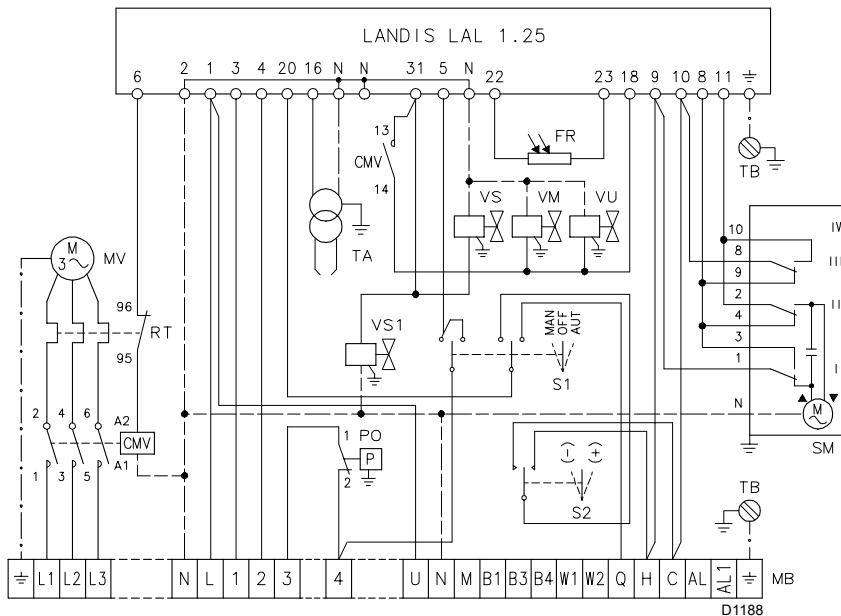 LANDIS LAL 1.25
6 2 1 3 4 20 16 N N 31 5 N 22 23 18 9 10 8 11
13
CMV
14
FR
TB
VS VM VU
TA
M
3
MV
96
RT
95
VS1
MAN
OFF
AUT
S1
10
8
9
2
4
3
1
N
IV
III
II
I
M
SM
2 4 6 A2
CMV
1 3 5 A1
1 PO
P
2
(-) (+)
S2
TB
L1 L2 L3 N L 1 2 3 4 U N M B1 B3 B4 W1 W2 Q H C AL AL1 MB
D1188